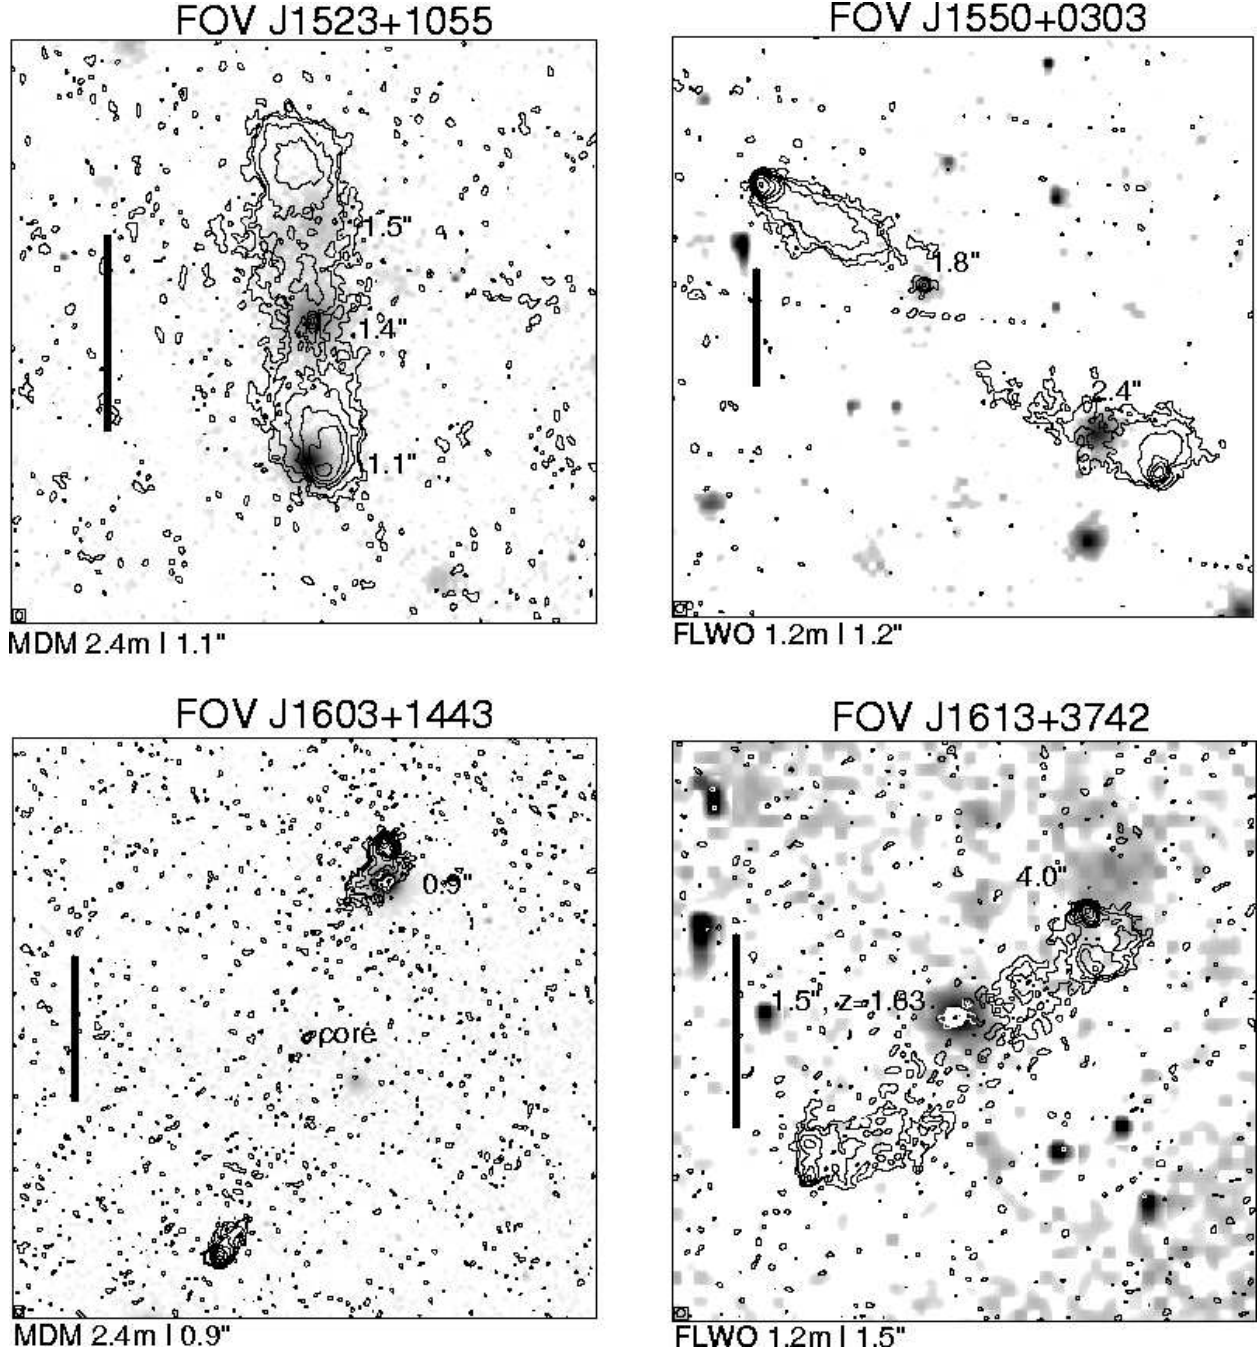 FOV J1523+1055
FOV J1550+0303
1.5"
1.4"
1.1"
1.8"
2.4"
MDM 2.4m I 1.1"
FLWO 1.2m I 1.2"
FOV J1603+1443
FOV J1613+3742
0.9"
core
4.0"
1.5", z=1.63
MDM 2.4m I 0.9"
FLWO 1.2m I 1.5"